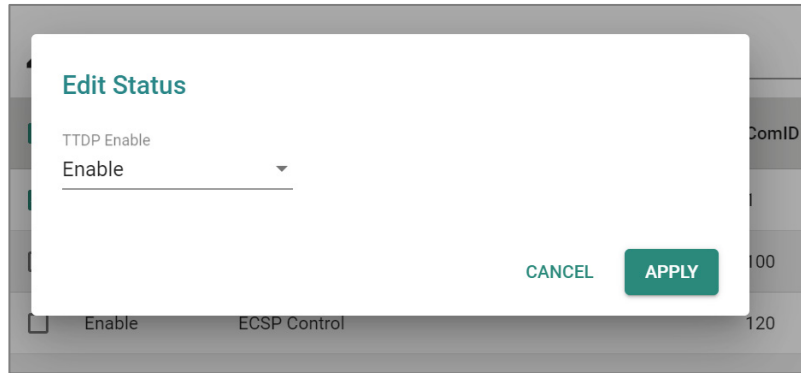 Edit Status
ComID
TTDP Enable
Enable
1
CANCEL APPLY
100
Enable ECSP Control 120